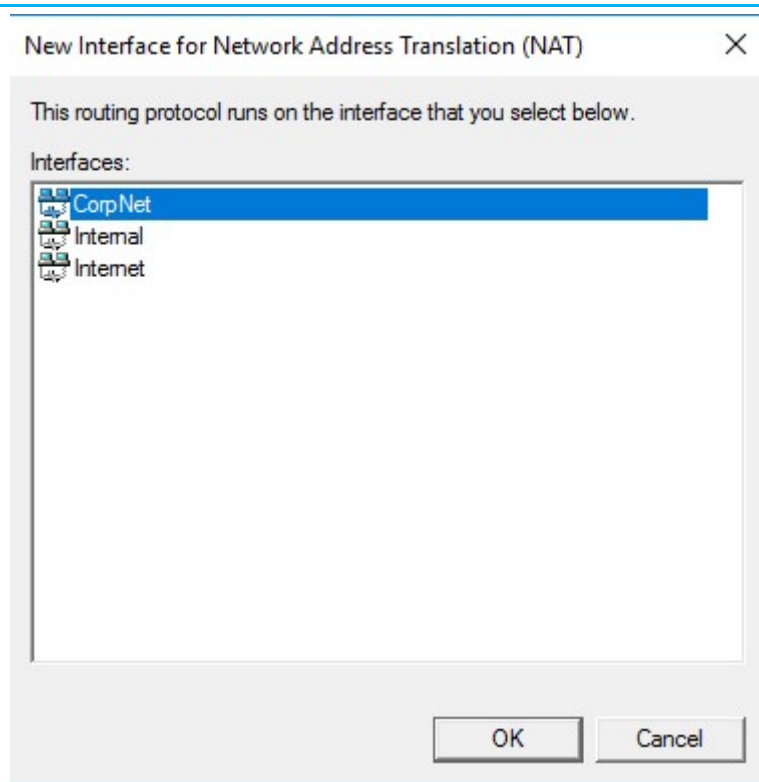 New Interface for Network Address Translation (NAT)
This routing protocol runs on the interface that you select below.
Interfaces:
CorpNet
Internal
Internet
OK
Cancel